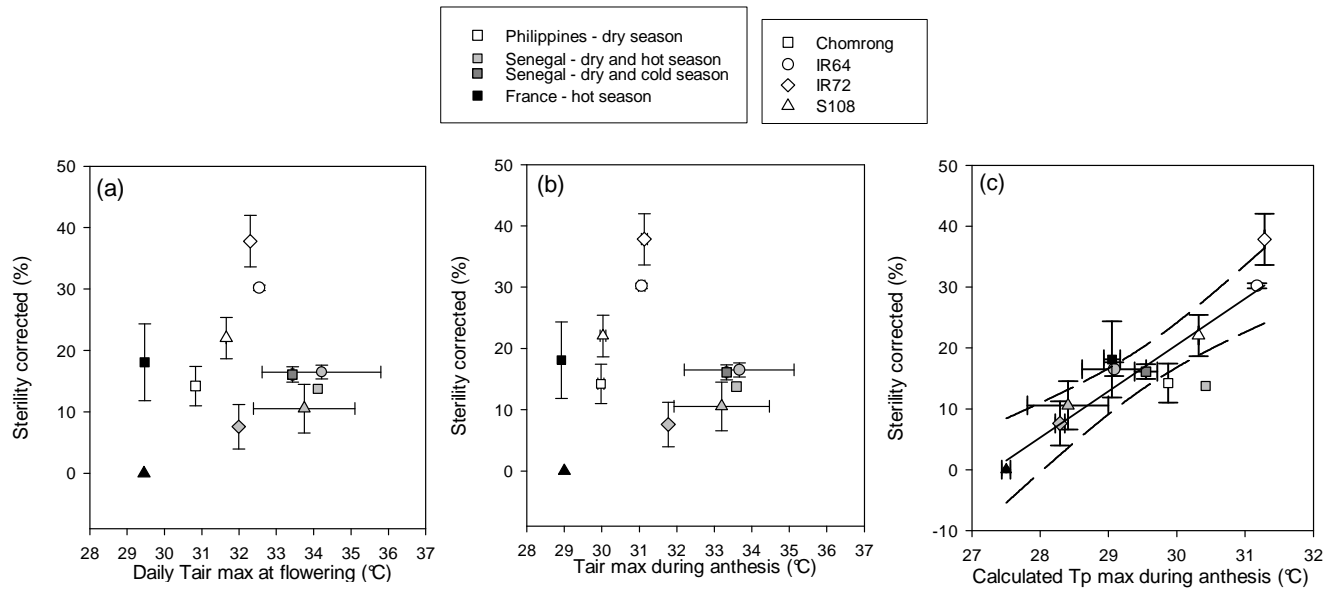 Philippines - dry season
Senegal - dry and hot season
Senegal - dry and cold season
France - hot season
Chomrong
IR64
IR72
S108
(a)
Sterility corrected (%)
50
40
30
20
10
0
28 29 30 31 32 33 34 35 36 37
Daily Tair max at flowering (°C)
(b)
Sterility corrected (%)
50
40
30
20
10
0
28 29 30 31 32 33 34 35 36 37
Tair max during anthesis (°C)
(c)
Sterility corrected (%)
50
40
30
20
10
0
-10
27 28 29 30 31 32
Calculated Tp max during anthesis (°C)